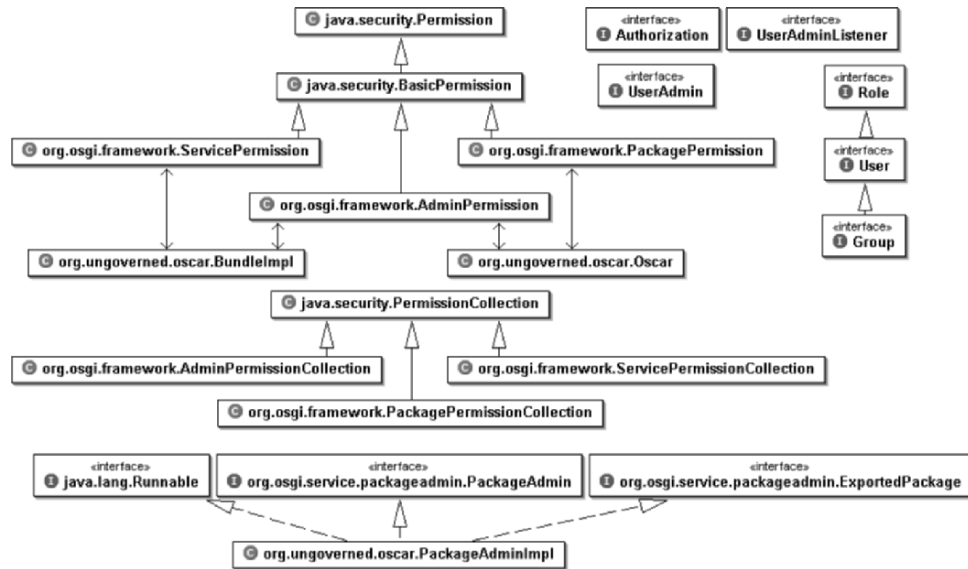 java.security.Permission
«interface»
Authorization
«interface»
UserAdminListener
java.security.BasicPermission
«interface»
UserAdmin
«interface»
Role
org.osgi.framework.ServicePermission
org.osgi.framework.PackagePermission
«interface»
User
org.osgi.framework.AdminPermission
«interface»
Group
org.ungoverned.oscar.BundleImpl
org.ungoverned.oscar.Oscar
java.security.PermissionCollection
org.osgi.framework.AdminPermissionCollection
org.osgi.framework.ServicePermissionCollection
org.osgi.framework.PackagePermissionCollection
«interface»
java.lang.Runnable
«interface»
org.osgi.service.packageadmin.PackageAdmin
«interface»
org.osgi.service.packageadmin.ExportedPackage
org.ungoverned.oscar.PackageAdminImpl